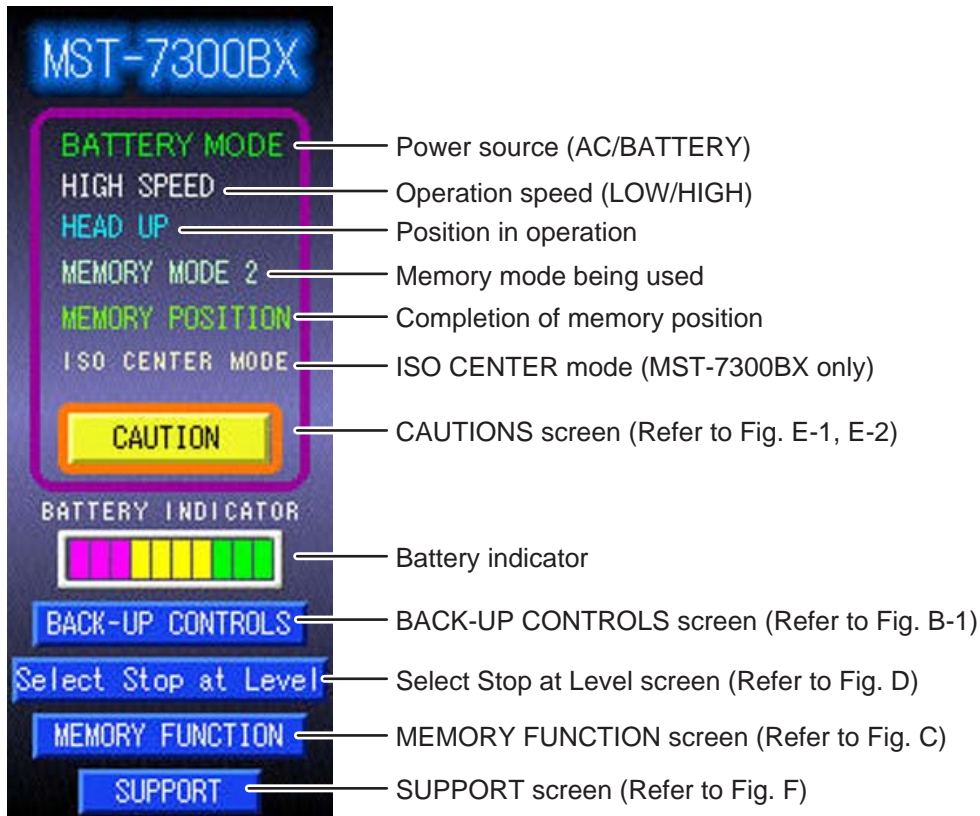 MST-7300BX
BATTERY MODE
Power source (AC/BATTERY)
HIGH SPEED
Operation speed (LOW/HIGH)
HEAD UP
Position in operation
MEMORY MODE 2
Memory mode being used
MEMORY POSITION
Completion of memory position
ISO CENTER MODE
ISO CENTER mode (MST-7300BX only)
CAUTION
CAUTIONS screen (Refer to Fig. E-1, E-2)
BATTERY INDICATOR
Battery indicator
BACK-UP CONTROLS
BACK-UP CONTROLS screen (Refer to Fig. B-1)
Select Stop at Level
Select Stop at Level screen (Refer to Fig. D)
MEMORY FUNCTION
MEMORY FUNCTION screen (Refer to Fig. C)
SUPPORT
SUPPORT screen (Refer to Fig. F)